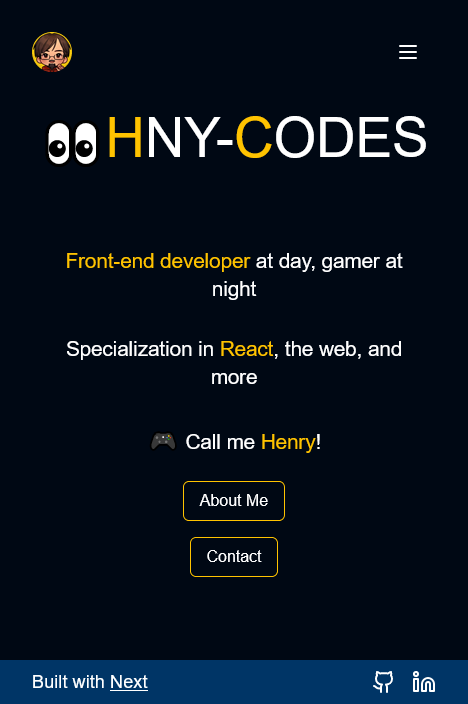 HNY-CODES
Front-end developer at day, gamer at
night
Specialization in React, the web, and
more
Call me Henry!
About Me
Contact
Built with Next